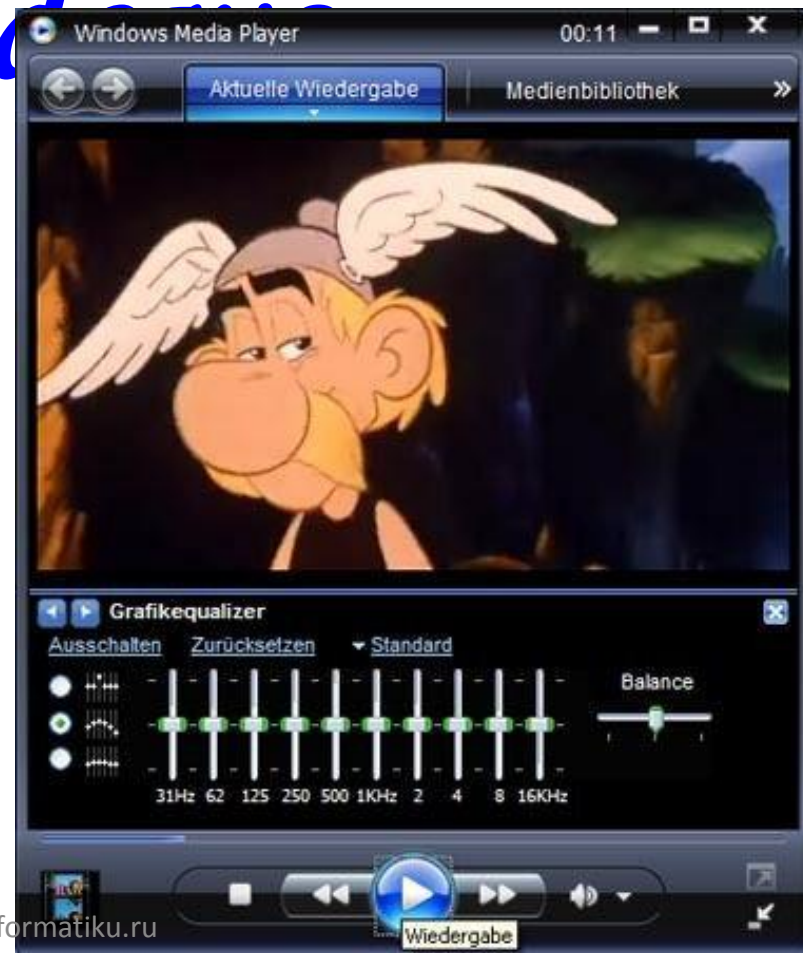 Windows Media Player 00:11
Aktuelle Wiedergabe Medienbibliothek »
Grafikequalizer
Ausschalten Zurücksetzen Standard
Balance
31Hz 62 125 250 500 1KHz 2 4 8 16KHz
formatiku.ru
Wiedergabe